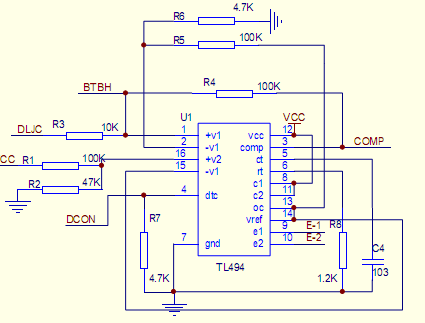 R6 4.7K
R5 100K
BTBH
R4 100K
U1 VCC
R3 10K
DLJC
1 +v1 vcc 12
2 -v1 comp 3 COMP
CC R1 100K
16 +v2 ct 5
15 -v1 rt 6
R2 47K
c1 8
4 dtc c2 11
DCON
oc 13
R7 vref 14
e1 9 E-1 R8
7 gnd e2 10 E-2
C4
103
TL494
4.7K 1.2K